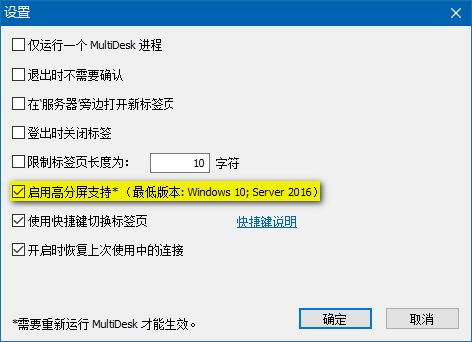 设置
仅运行一个 MultiDesk 进程
退出时不需要确认
在'服务器'旁边打开新标签页
登出时关闭标签
限制标签页长度为: 10 字符
启用高分屏支持*（最低版本: Windows 10; Server 2016）
使用快捷键切换标签页 快捷键说明
开启时恢复上次使用中的连接
*需要重新运行 MultiDesk 才能生效。
确定 取消